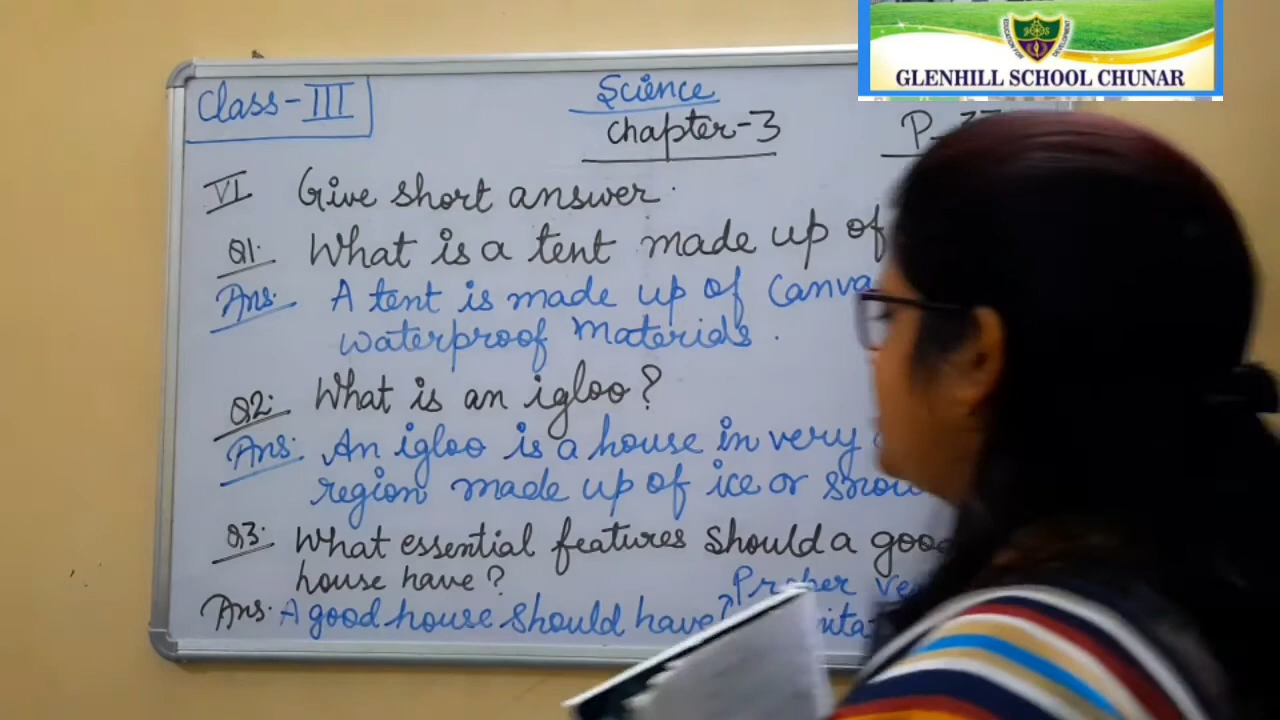 GLENHILL SCHOOL CHUNAR
Class-III
Science
Chapter-3
VI Give short answer.
Q1. What is a tent made up of
Ans. A tent is made up of
waterproof materials.
Q2. What is an igloo?
Ans. An igloo is a house in very
region made up of ice or
Q3. What essential features should a good
house have?
Proper
Ans. A good house should have